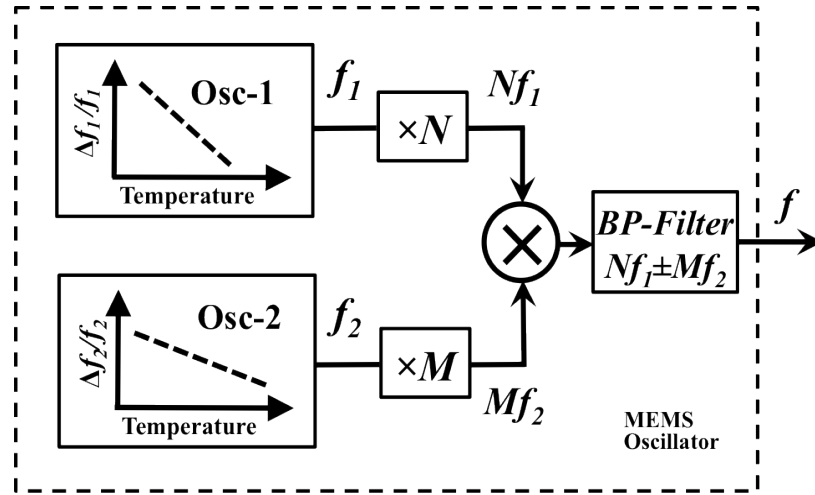 Δf₁/f₁
Osc-1
Temperature
f₁
×N
Nf₁
Δf₂/f₂
Osc-2
Temperature
f₂
×M
Mf₂
×
BP-Filter
Nf₁±Mf₂
f
MEMS
Oscillator